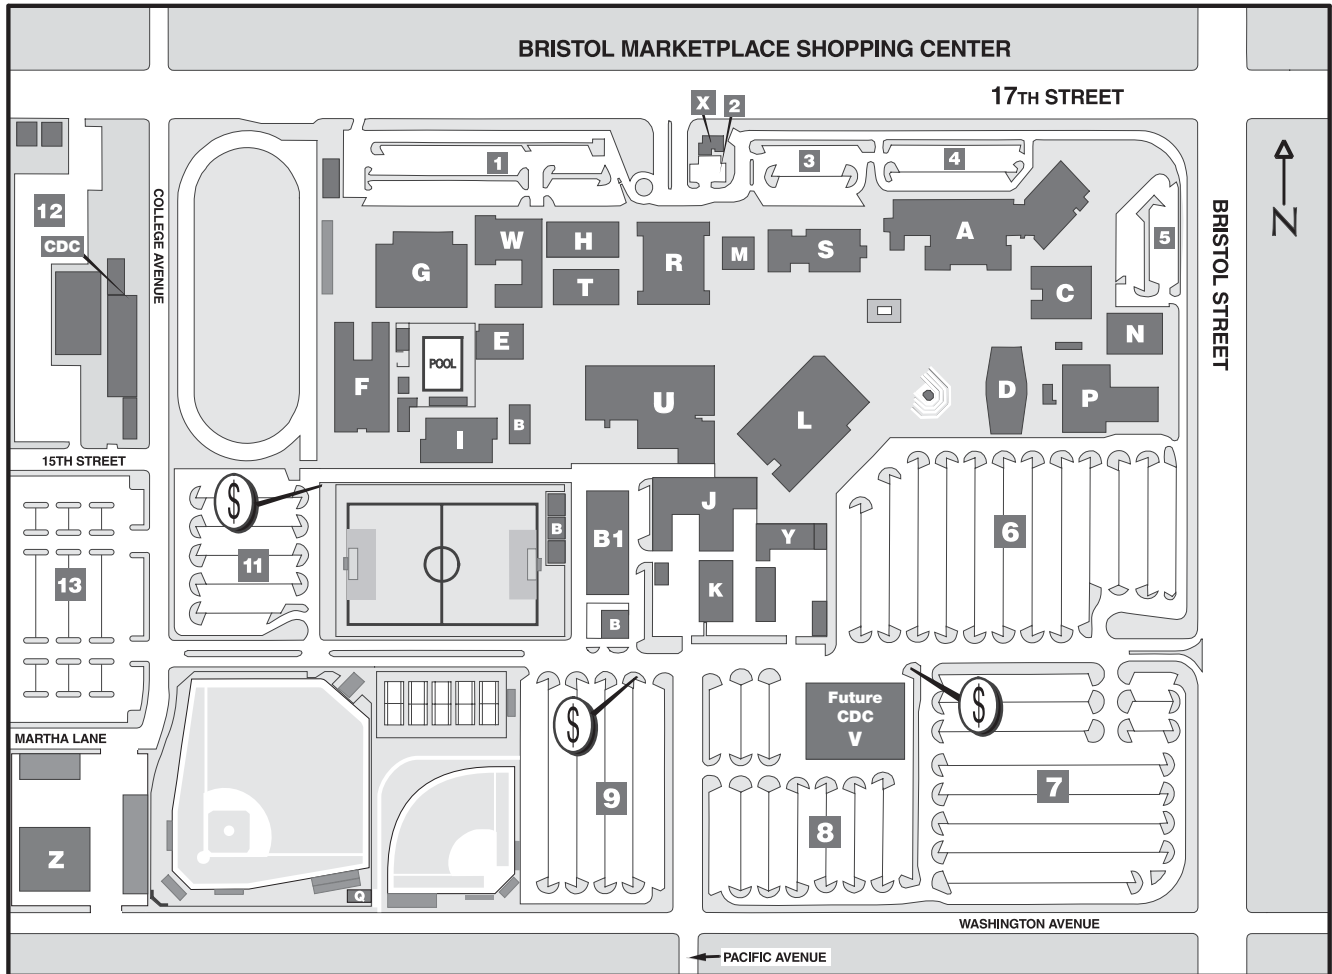 BRISTOL MARKETPLACE SHOPPING CENTER
17TH STREET
X
2
1
3
4
12
CDC
COLLEGE AVENUE
W
H
G
T
R
M
S
A
5
BRISTOL STREET
N
C
N
E
POOL
F
U
L
D
P
I
B
15TH STREET
$
11
B
B1
J
Y
6
13
K
B
MARTHA LANE
$
Future
CDC
V
$
9
8
7
Z
Q
WASHINGTON AVENUE
PACIFIC AVENUE